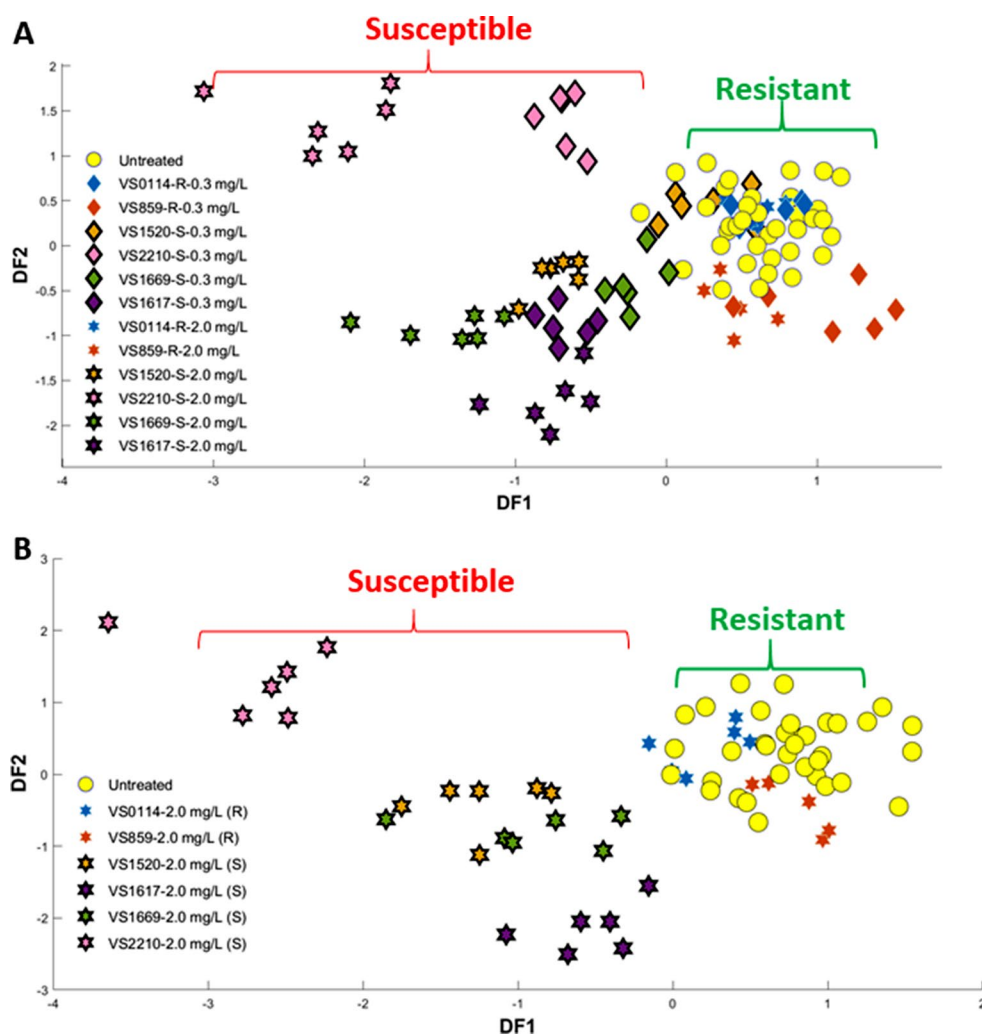 A
Susceptible
Resistant
2
1.5
1
0.5
0
-0.5
-1
-1.5
-2
DF2
Untreated
VS0114-R-0.3 mg/L
VS859-R-0.3 mg/L
VS1520-S-0.3 mg/L
VS2210-S-0.3 mg/L
VS1669-S-0.3 mg/L
VS1617-S-0.3 mg/L
VS0114-R-2.0 mg/L
VS859-R-2.0 mg/L
VS1520-S-2.0 mg/L
VS2210-S-2.0 mg/L
VS1669-S-2.0 mg/L
VS1617-S-2.0 mg/L
-4 -3 -2 -1 0 1
DF1
B
Susceptible
Resistant
3
2
1
0
-1
-2
-3
DF2
Untreated
VS0114-2.0 mg/L (R)
VS859-2.0 mg/L (R)
VS1520-2.0 mg/L (S)
VS1617-2.0 mg/L (S)
VS1669-2.0 mg/L (S)
VS2210-2.0 mg/L (S)
-4 -3 -2 -1 0 1 2
DF1